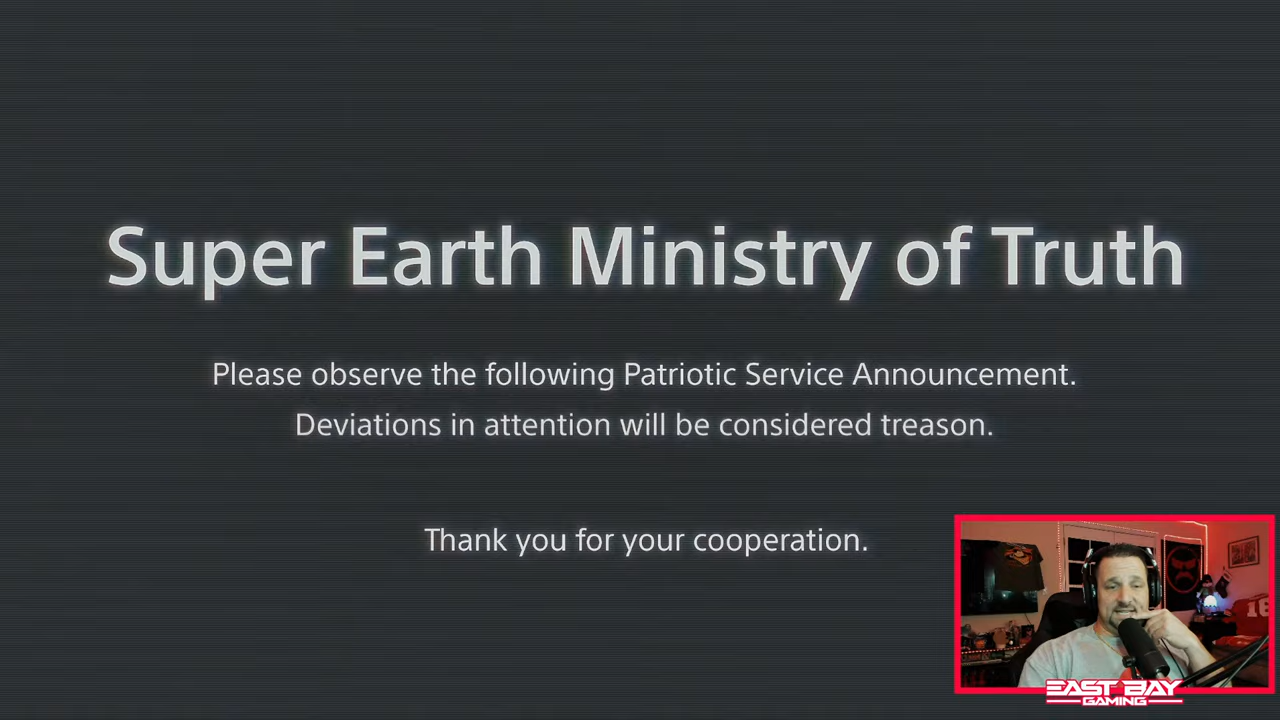 Super Earth Ministry of Truth
Please observe the following Patriotic Service Announcement.
Deviations in attention will be considered treason.
Thank you for your cooperation.
EAST BAY
GAMING